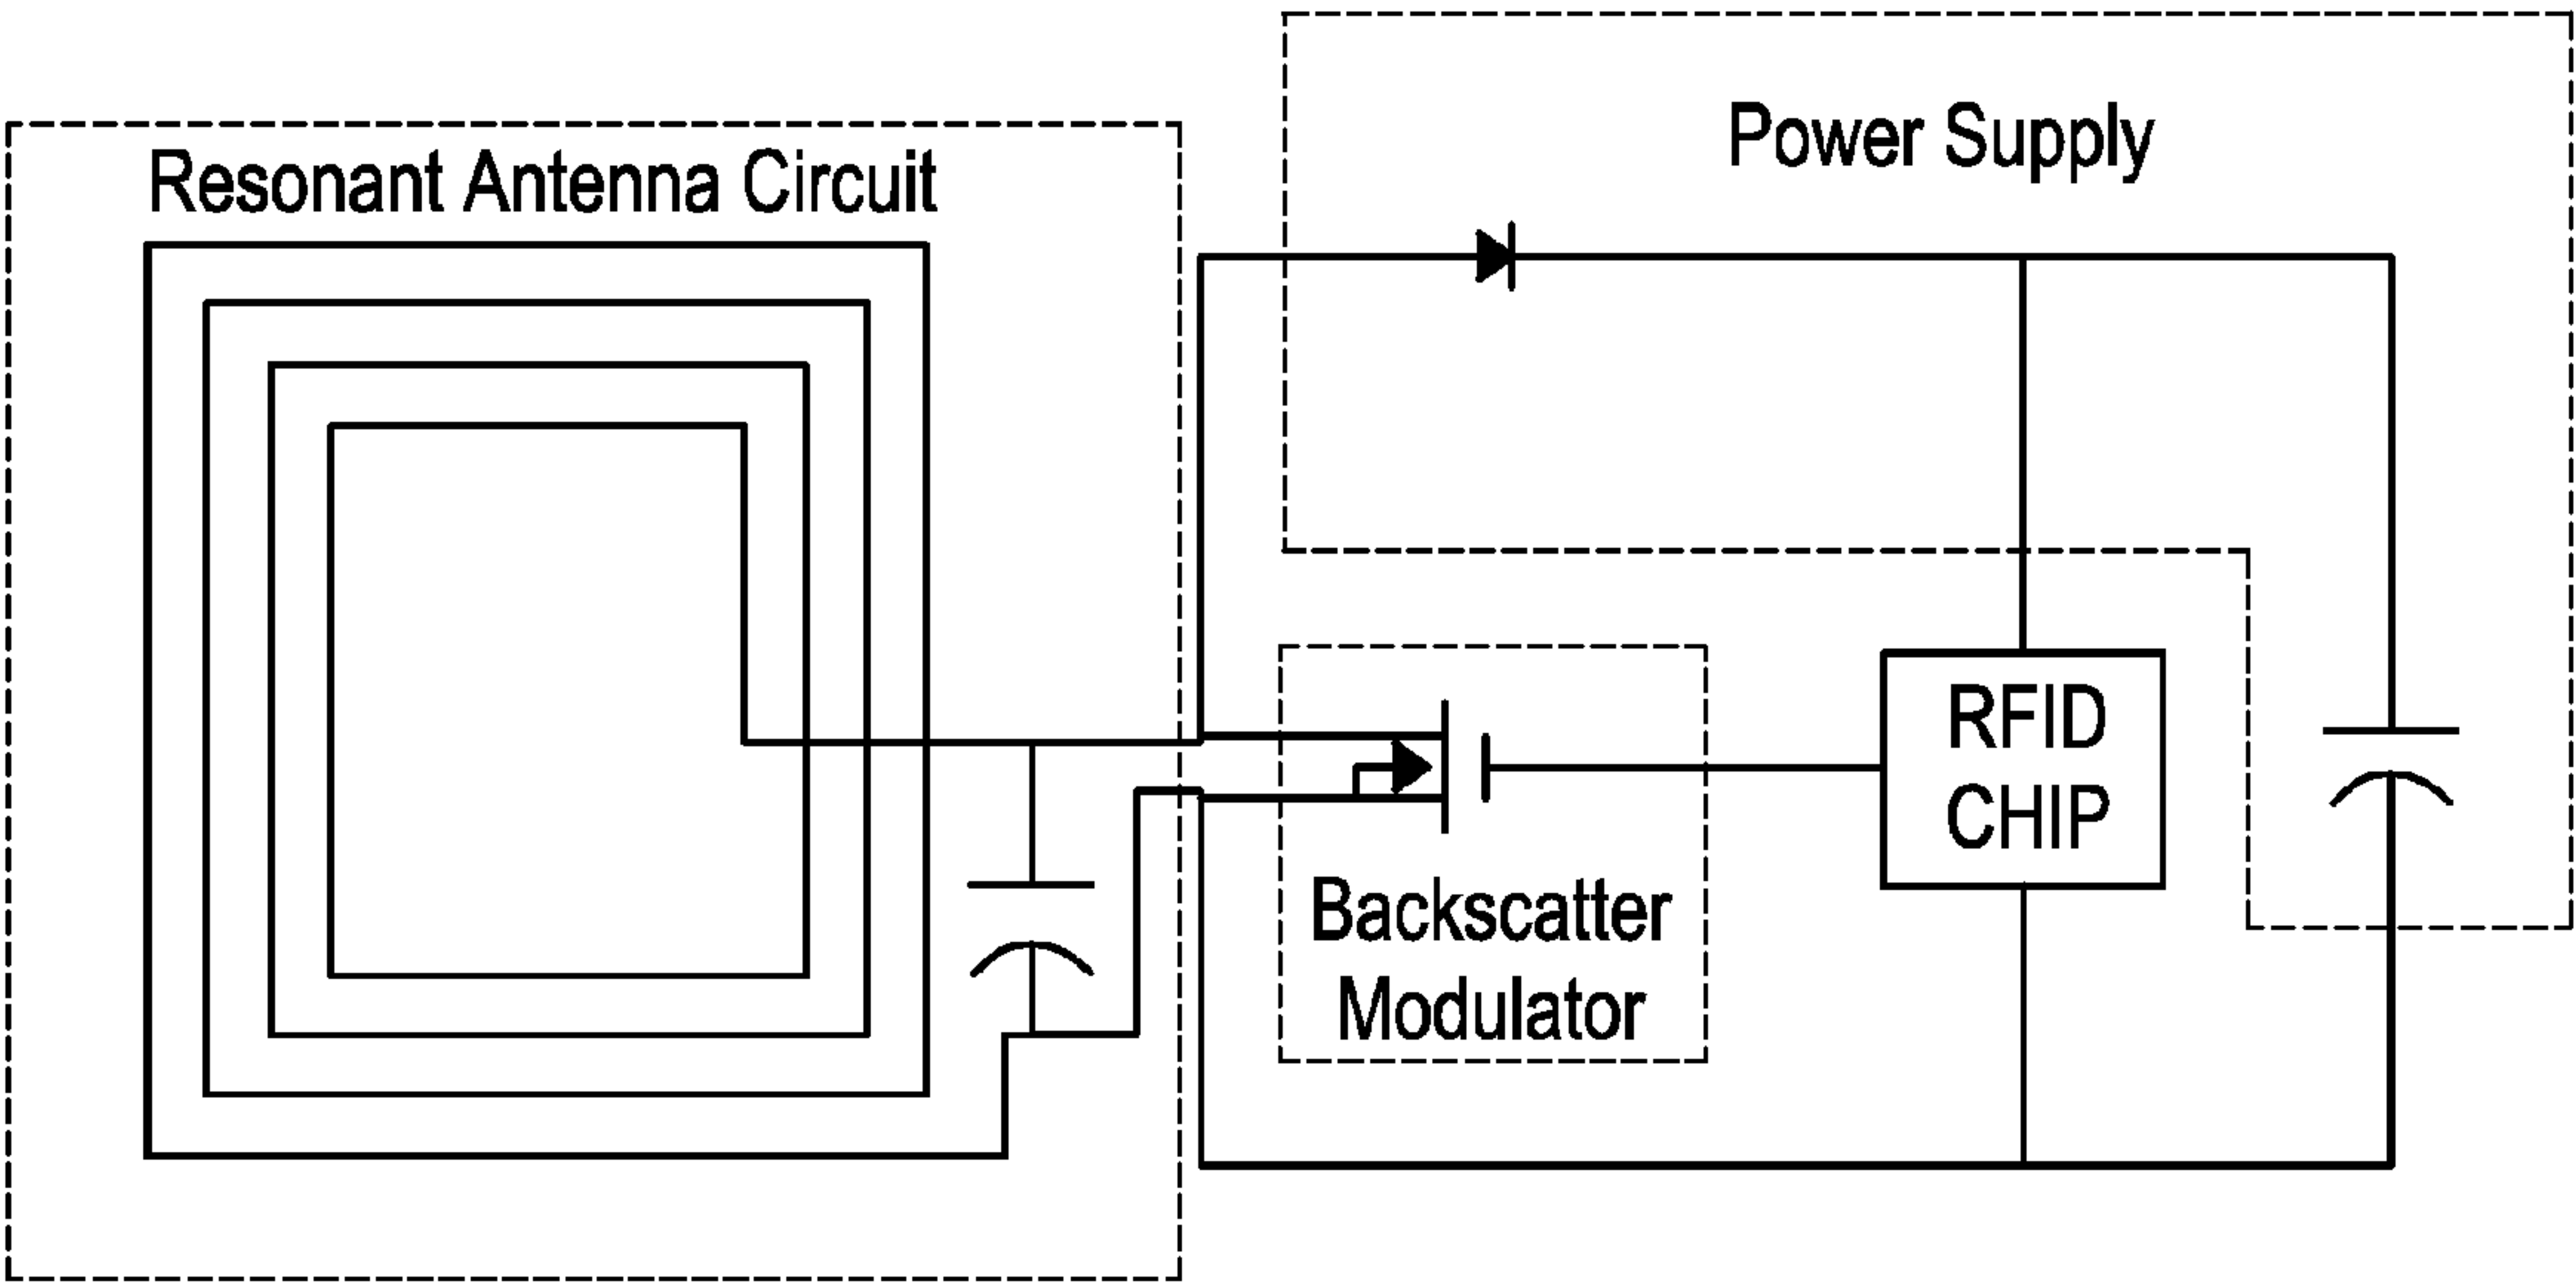 Power Supply
Resonant Antenna Circuit
RFID
CHIP
Backscatter
Modulator